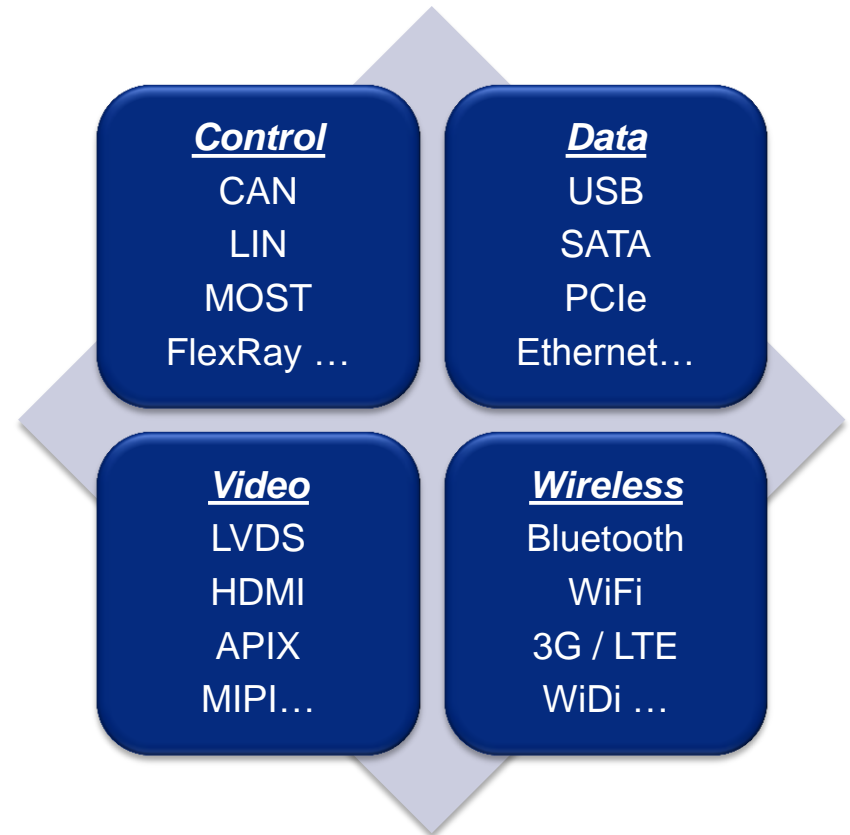 Control
CAN
LIN
MOST
FlexRay …
Data
USB
SATA
PCIe
Ethernet…
Video
LVDS
HDMI
APIX
MIPI…
Wireless
Bluetooth
WiFi
3G / LTE
WiDi …